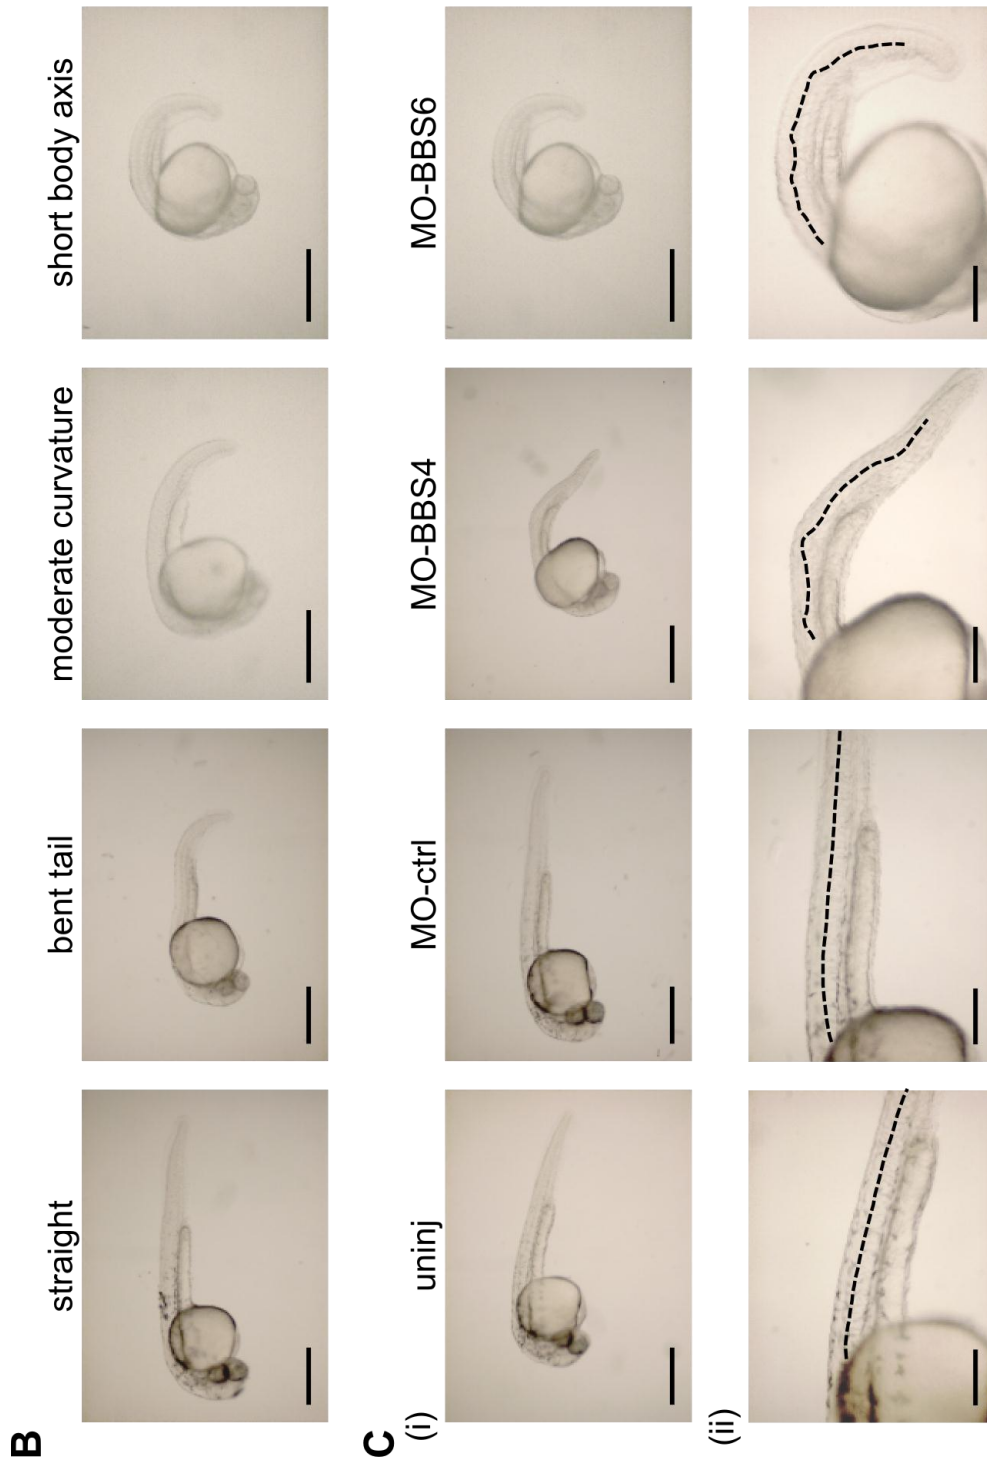 B
straight
bent tail
moderate curvature
short body axis
C
(i)
uninj
MO-ctrl
MO-BBS4
MO-BBS6
(ii)